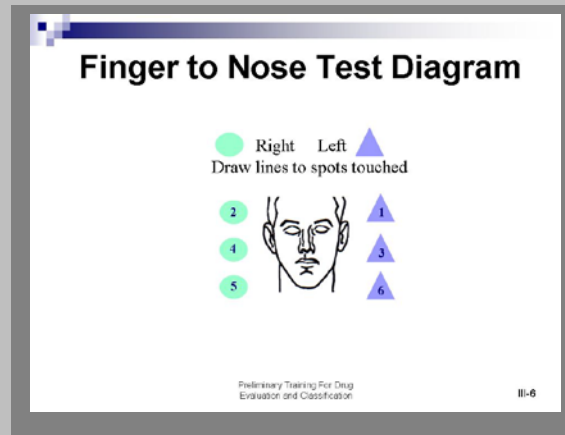 Finger to Nose Test Diagram
Right Left
Draw lines to spots touched
2 1
4 3
5 6
Preliminary Training For Drug
Evaluation and Classification
III-6